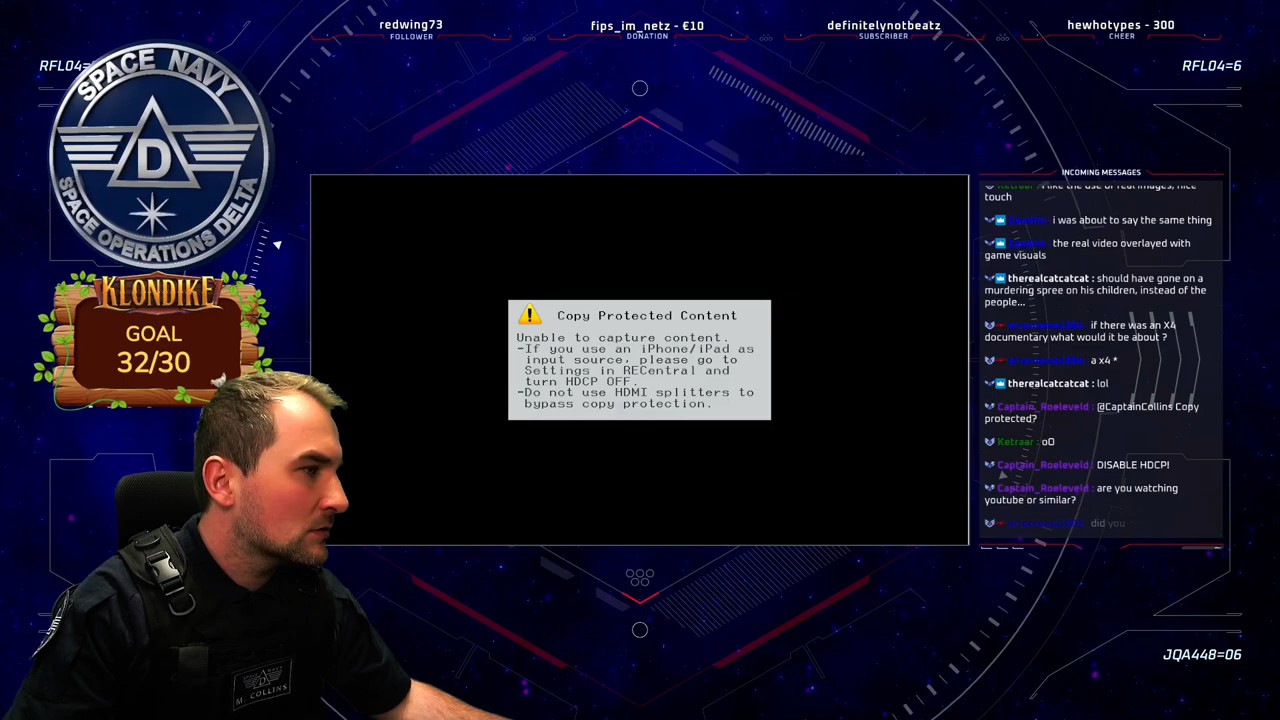 redwing73
FOLLOWER
fips_im_netz - €10
DONATION
definitelynotbeatz
SUBSCRIBER
hewhotypes - 300
CHEER
RFL04=
RFL04=6
SPACE NAVY
D
SPACE OPERATIONS DELTA
KLONDIKE
GOAL
32/30
Copy Protected Content
Unable to capture content.
-If you use an iPhone/iPad as
input source, please go to
Settings in RECentral and
turn HDCP OFF.
-Do not use HDMI splitters to
bypass copy protection.
INCOMING MESSAGES
Ketraar : i like the use of real images, nice
touch
i was about to say the same thing
the real video overlayed with
game visuals
therealcatcatcat : should have gone on a
murdering spree on his children, instead of the
people...
if there was an X4
documentary what would it be about ?
a x4 *
therealcatcatcat : lol
Captain_Roeleveld : @CaptainCollins Copy
protected?
Ketraar : oO
Captain_Roeleveld : DISABLE HDCP!
Captain_Roeleveld : are you watching
youtube or similar?
did you
D
M COLLINS
JQA448=06